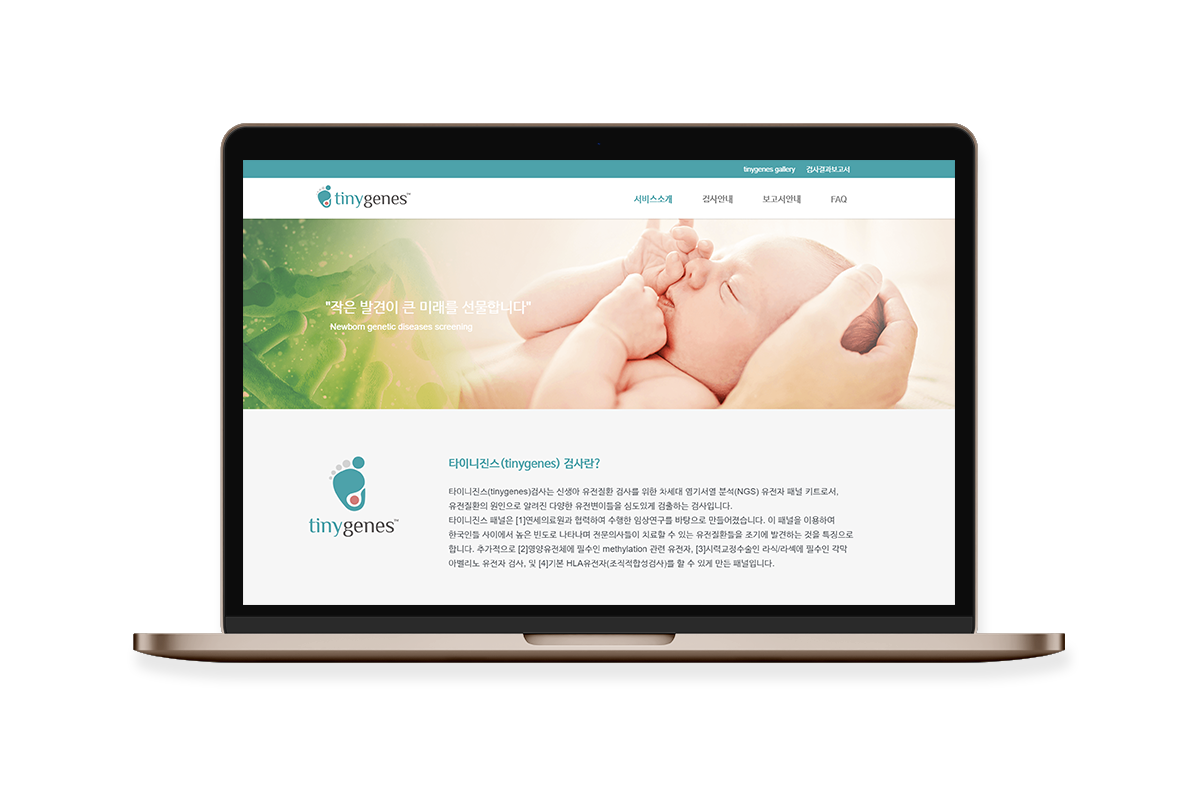 tinygenes gallery 검사결과보고서
tinygenes™ 서비스소개 검사안내 보고서안내 FAQ
"작은 발견이 큰 미래를 선물합니다"
Newborn genetic diseases screening
타이니진스(tinygenes) 검사란?
타이니진스(tinygenes)검사는 신생아 유전질환 검사를 위한 차세대 염기서열 분석(NGS) 유전자 패널 키트로서,
유전질환의 원인으로 알려진 다양한 유전변이들을 심도있게 검출하는 검사입니다.
타이니진스 패널은 [1]연세의료원과 협력하여 수행한 임상연구를 바탕으로 만들어졌습니다. 이 패널을 이용하여
한국인들 사이에서 높은 빈도로 나타나며 전문의사들이 치료할 수 있는 유전질환들을 조기에 발견하는 것을 특징으로
합니다. 추가적으로 [2]영양유전체에 필수인 methylation 관련 유전자, [3]시력교정수술인 라식/라섹에 필수인 각막
아벨리노 유전자 검사, 및 [4]기본 HLA유전자(조직적합성검사)를 할 수 있게 만든 패널입니다.
tinygenes™